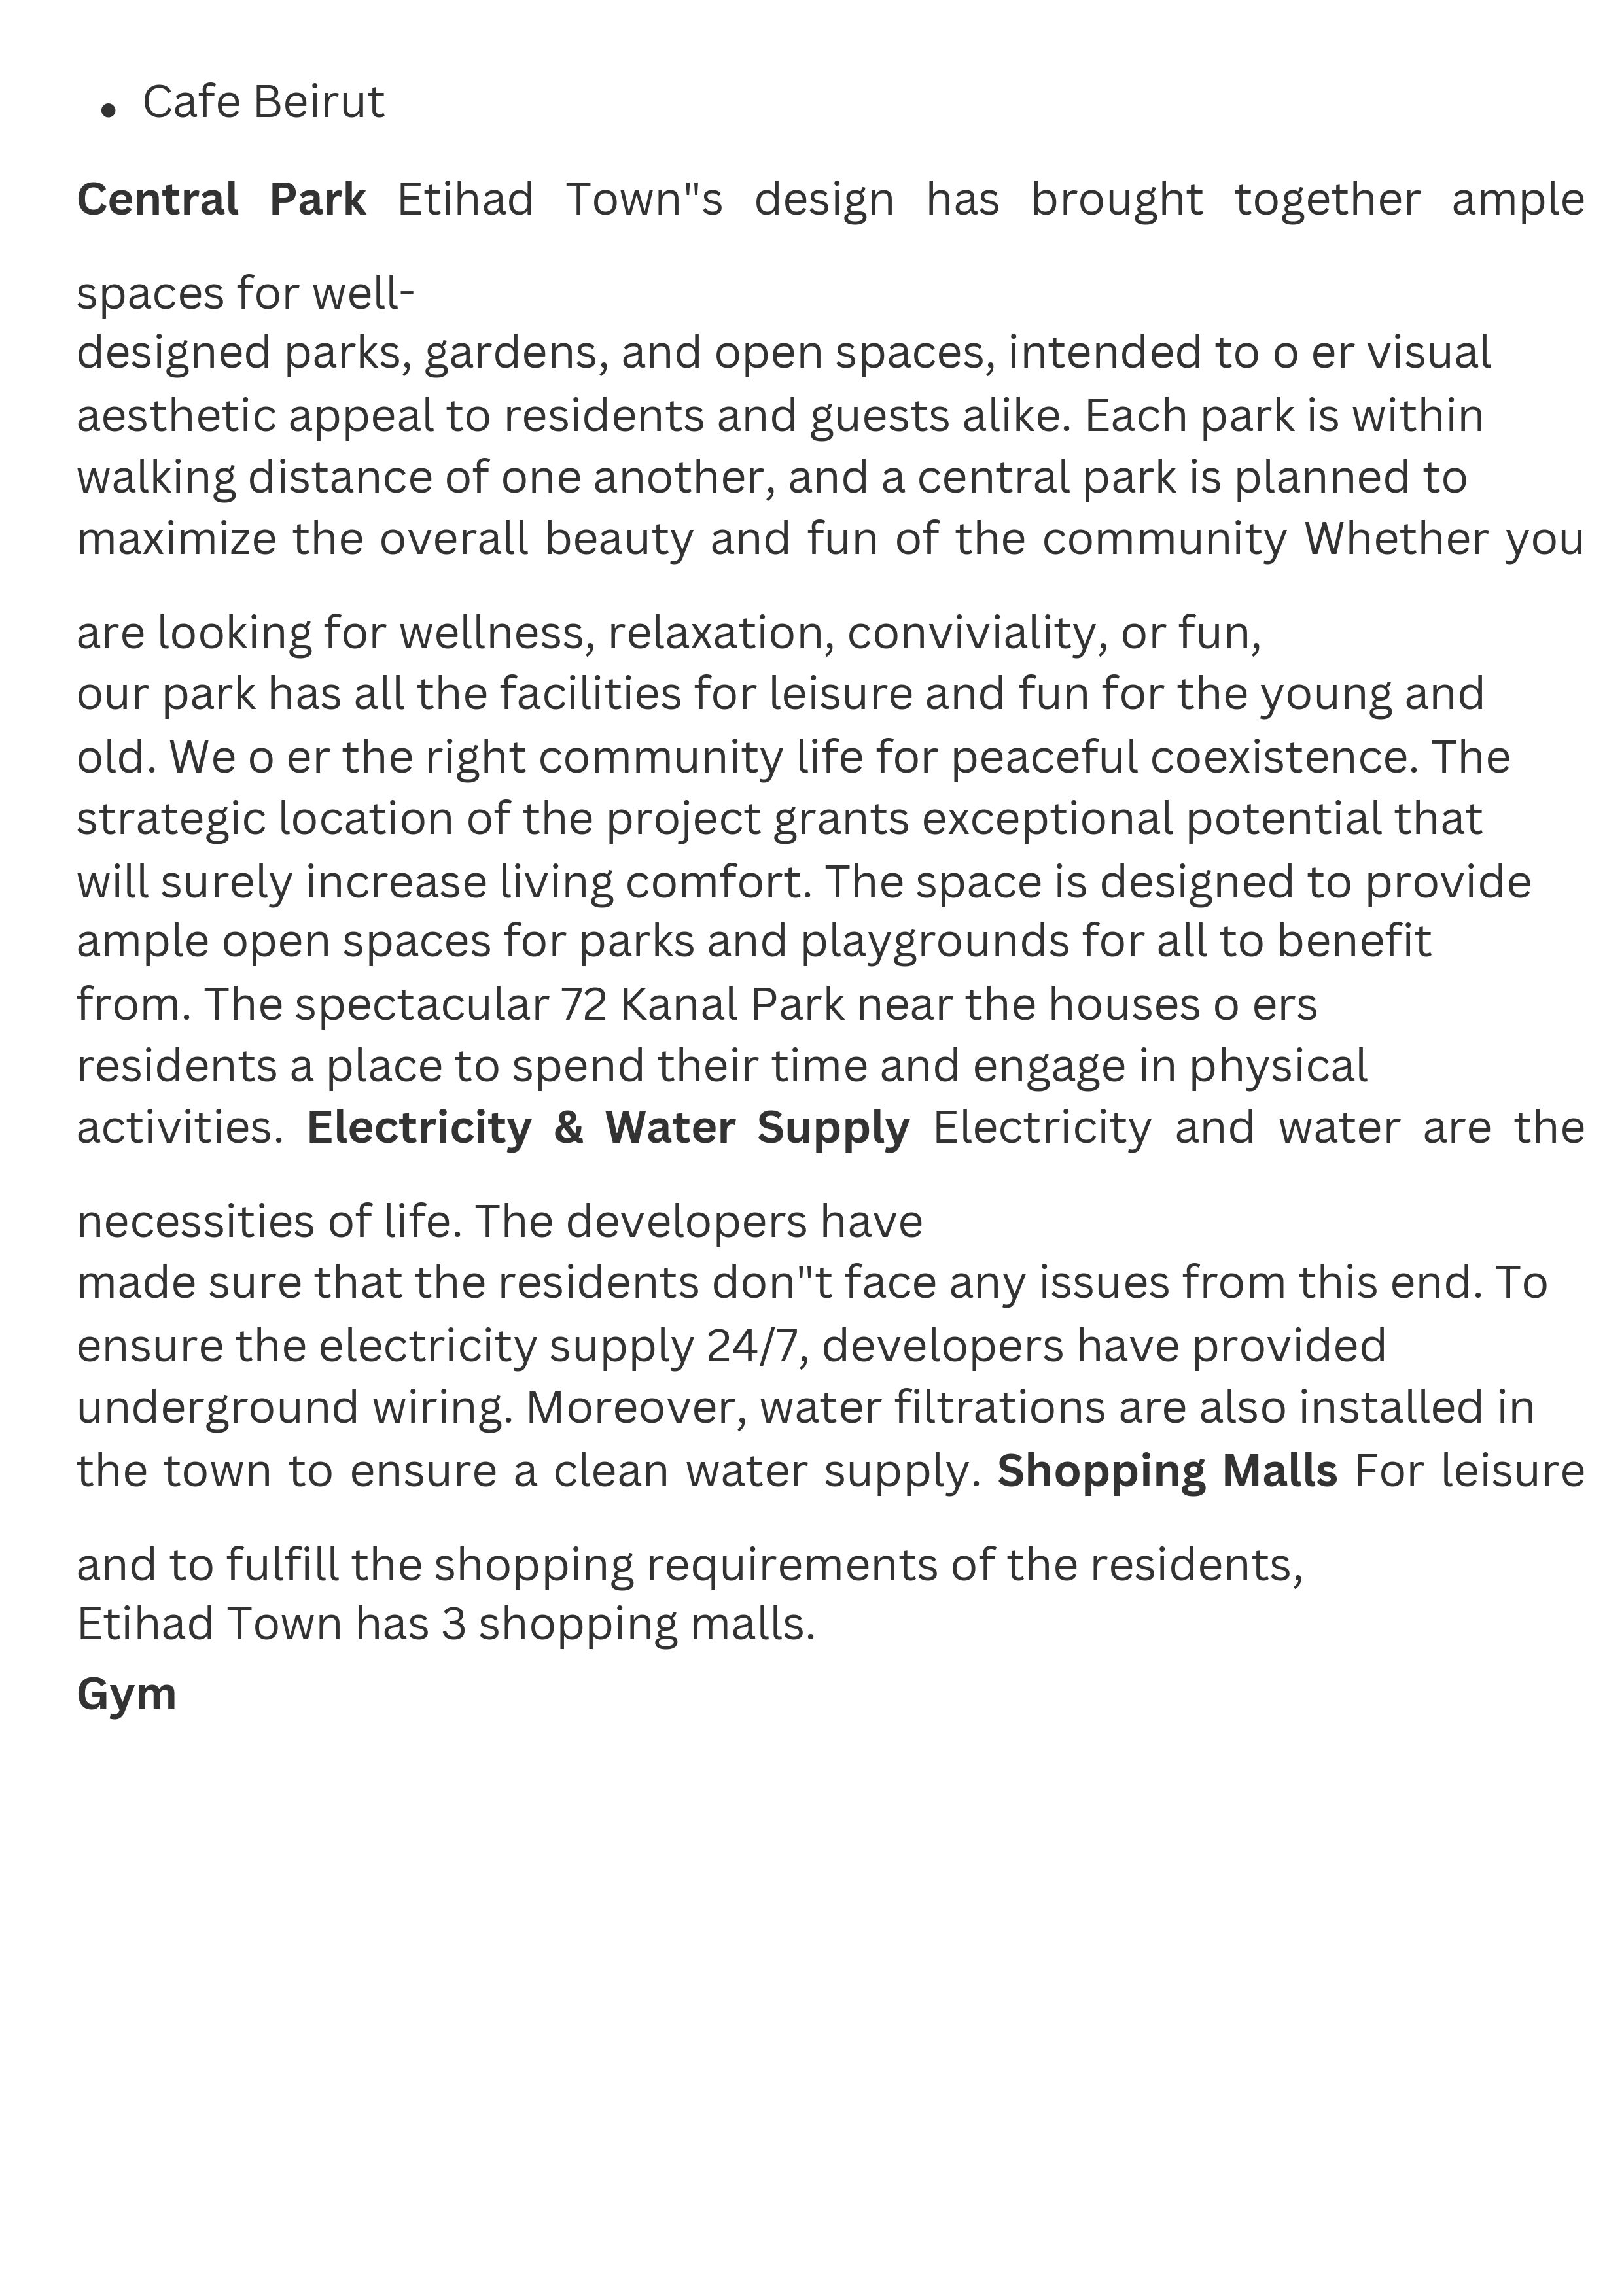 • Cafe Beirut
Central Park Etihad Town"s design has brought together ample
spaces for well-
designed parks, gardens, and open spaces, intended to o er visual
aesthetic appeal to residents and guests alike. Each park is within
walking distance of one another, and a central park is planned to
maximize the overall beauty and fun of the community Whether you
are looking for wellness, relaxation, conviviality, or fun,
our park has all the facilities for leisure and fun for the young and
old. We o er the right community life for peaceful coexistence. The
strategic location of the project grants exceptional potential that
will surely increase living comfort. The space is designed to provide
ample open spaces for parks and playgrounds for all to benefit
from. The spectacular 72 Kanal Park near the houses o ers
residents a place to spend their time and engage in physical
activities. Electricity & Water Supply Electricity and water are the
necessities of life. The developers have
made sure that the residents don"t face any issues from this end. To
ensure the electricity supply 24/7, developers have provided
underground wiring. Moreover, water filtrations are also installed in
the town to ensure a clean water supply. Shopping Malls For leisure
and to fulfill the shopping requirements of the residents,
Etihad Town has 3 shopping malls.
Gym